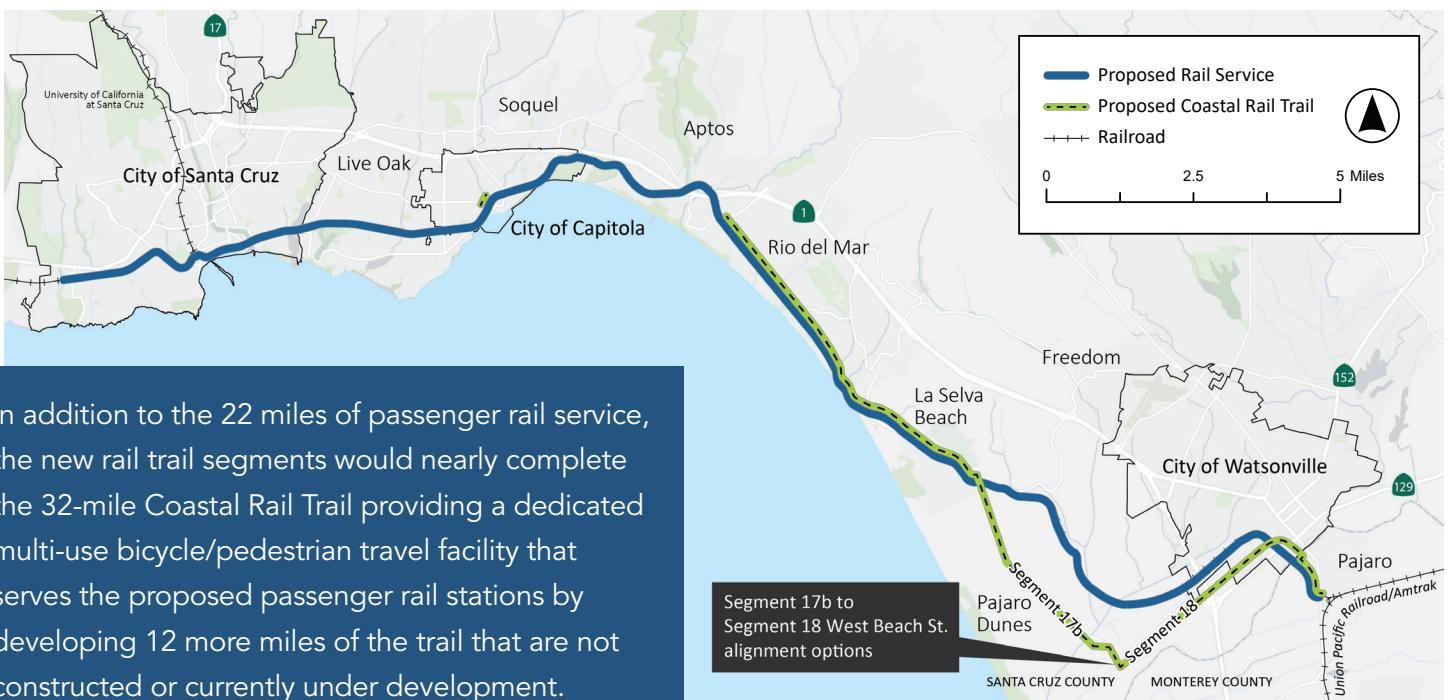 17
University of California
at Santa Cruz
Soquel
Aptos
Live Oak
City of Santa Cruz
City of Capitola
1
Rio del Mar
Proposed Rail Service
Proposed Coastal Rail Trail
Railroad
0 2.5 5 Miles
Freedom
152
La Selva
Beach
City of Watsonville
129
Pajaro
Segment 17b
Segment 18
Pajaro
Dunes
Union Pacific Railroad/Amtrak
SANTA CRUZ COUNTY
MONTEREY COUNTY
Segment 17b to
Segment 18 West Beach St.
alignment options
n addition to the 22 miles of passenger rail service,
the new rail trail segments would nearly complete
the 32-mile Coastal Rail Trail providing a dedicated
multi-use bicycle/pedestrian travel facility that
serves the proposed passenger rail stations by
developing 12 more miles of the trail that are not
constructed or currently under development.